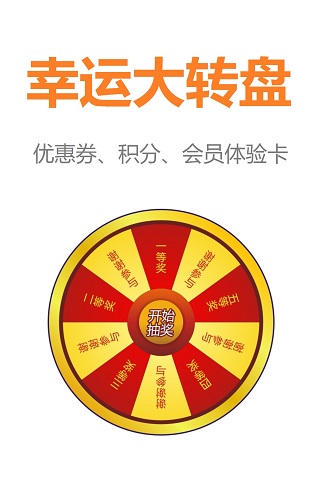 幸运大转盘
优惠券、积分、会员体验卡
一等奖
谢谢参与
五等奖
谢谢参与
四等奖
谢谢参与
三等奖
谢谢参与
二等奖
谢谢参与
开始
抽奖